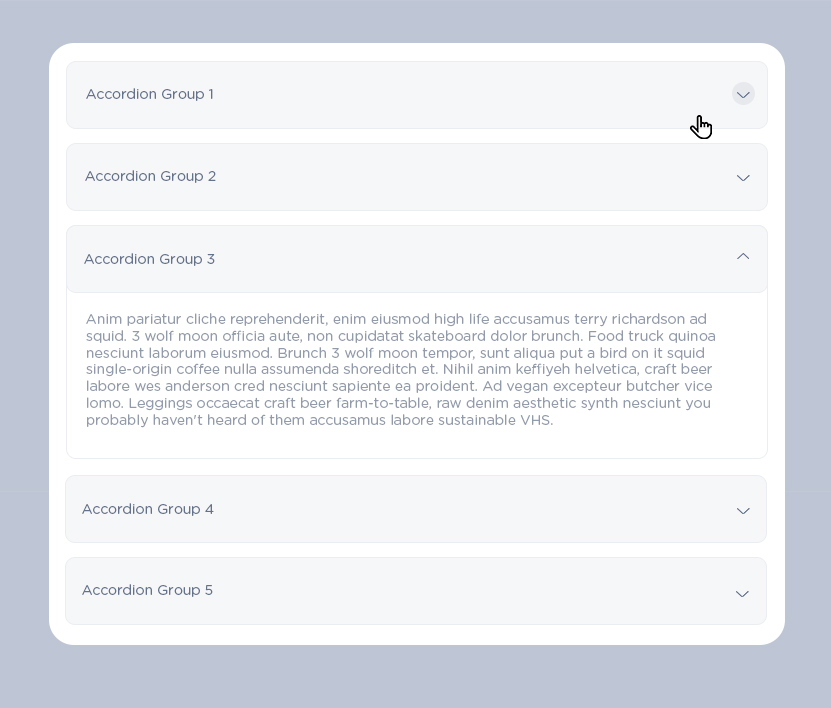 Accordion Group 1
Accordion Group 2
Accordion Group 3
Anim pariatur cliche reprehenderit, enim eiusmod high life accusamus terry richardson ad
squid. 3 wolf moon officia aute, non cupidatat skateboard dolor brunch. Food truck quinoa
nesciunt laborum eiusmod. Brunch 3 wolf moon tempor, sunt aliqua put a bird on it squid
single-origin coffee nulla assumenda shoreditch et. Nihil anim keffiyeh helvetica, craft beer
labore wes anderson cred nesciunt sapiente ea proident. Ad vegan excepteur butcher vice
lomo. Leggings occaecat craft beer farm-to-table, raw denim aesthetic synth nesciunt you
probably haven't heard of them accusamus labore sustainable VHS.
Accordion Group 4
Accordion Group 5